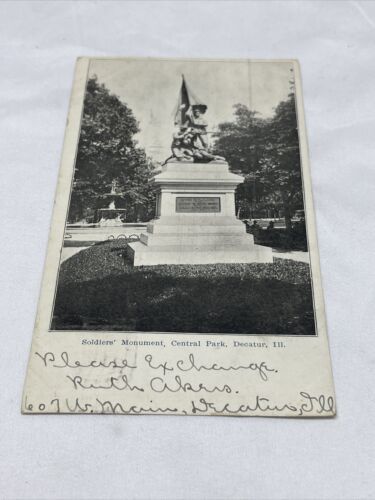 Soldiers' Monument, Central Park, Decatur, Ill.
Please Exchange.
Ruth Akers.
607 W. Main, Decatur, Ill